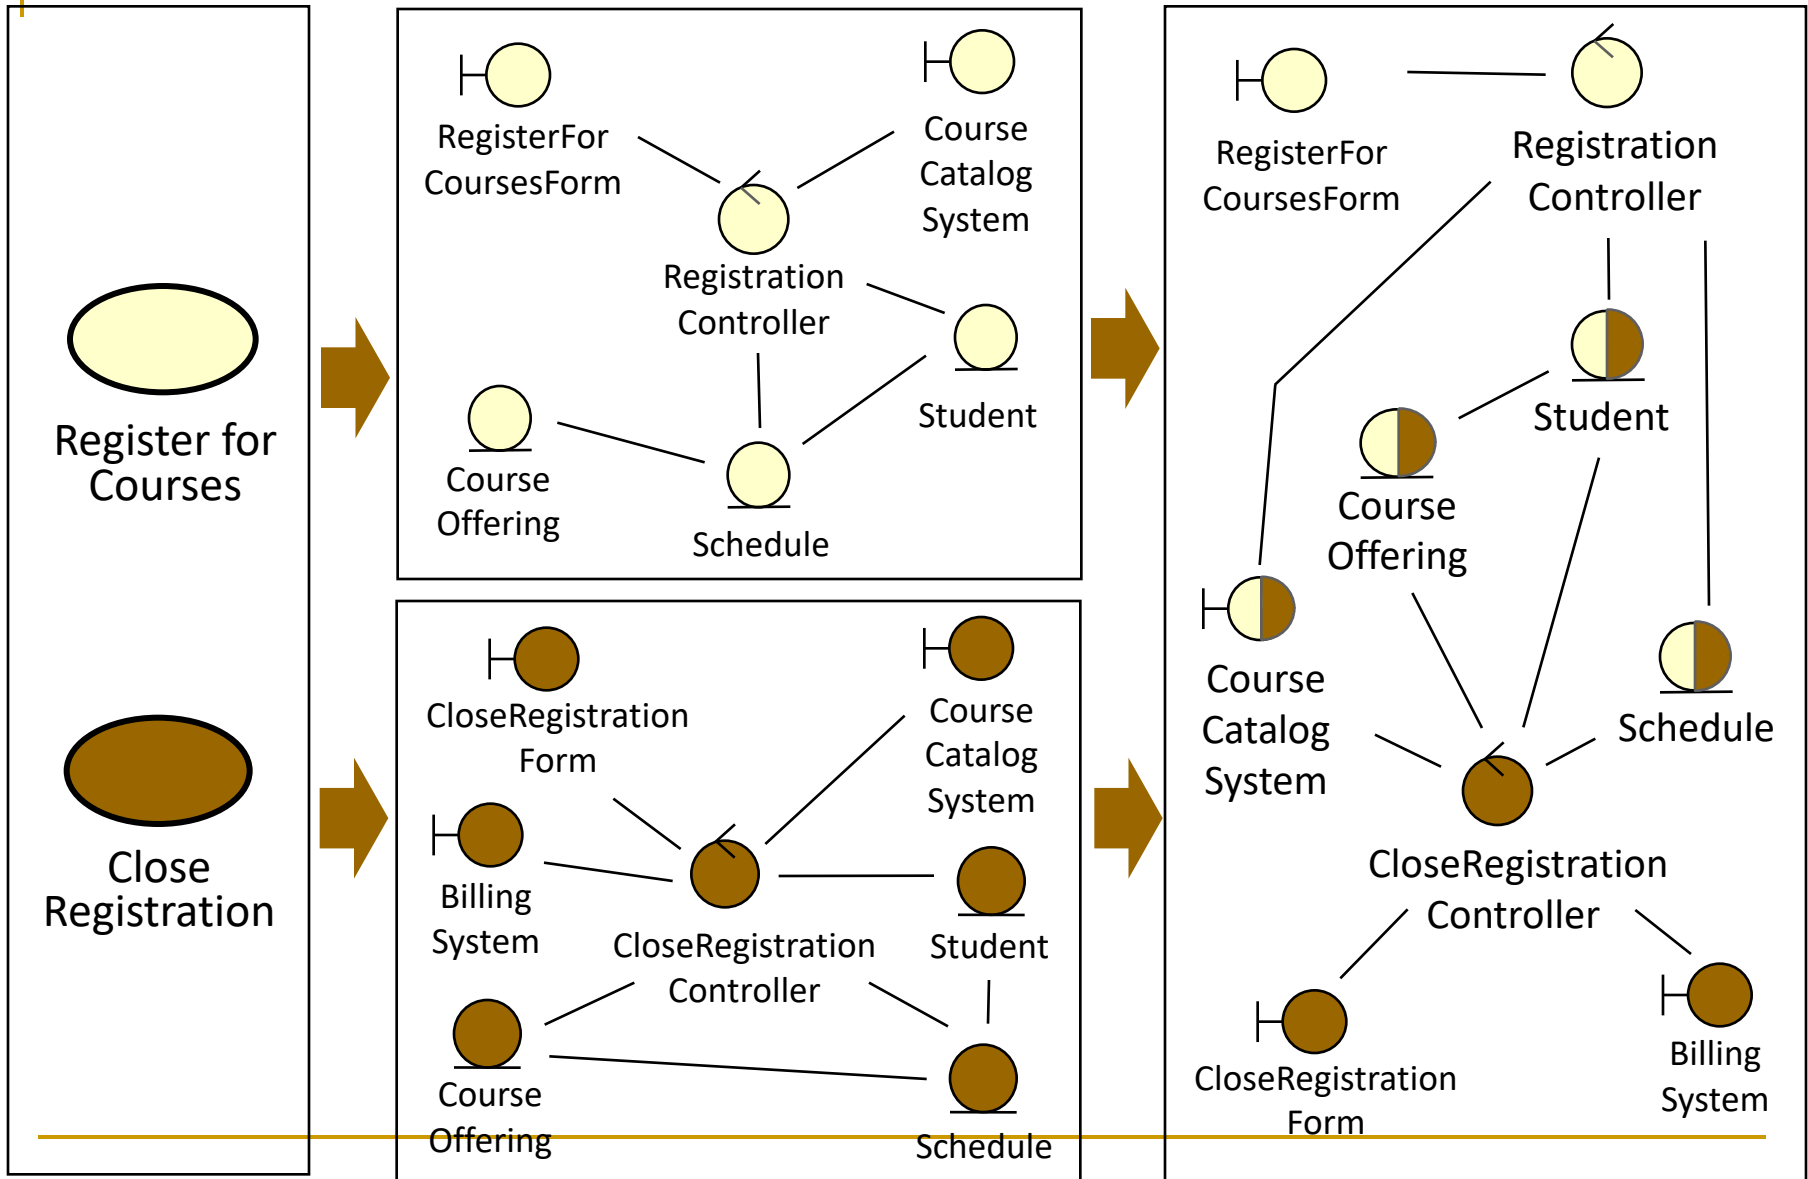 Register for
Courses
Close
Registration
RegisterFor
CoursesForm
Course
Catalog
System
Registration
Controller
Student
Course
Offering
Schedule
CloseRegistration
Form
Course
Catalog
System
Billing
System
CloseRegistration
Controller
Student
Course
Offering
Schedule
RegisterFor
CoursesForm
Registration
Controller
Student
Course
Offering
Course
Catalog
System
Schedule
CloseRegistration
Controller
CloseRegistration
Form
Billing
System